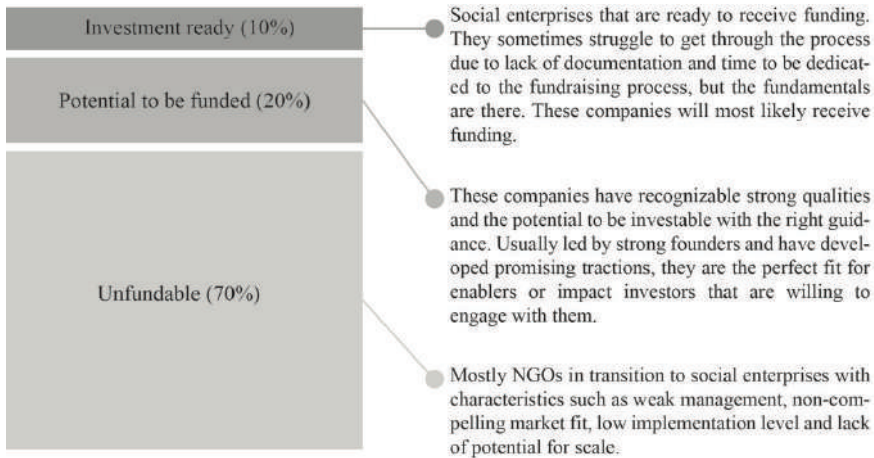 Investment ready (10%)
Social enterprises that are ready to receive funding.
They sometimes struggle to get through the process
due to lack of documentation and time to be dedicat-
ed to the fundraising process, but the fundamentals
are there. These companies will most likely receive
funding.
Potential to be funded (20%)
These companies have recognizable strong qualities
and the potential to be investable with the right guid-
ance. Usually led by strong founders and have devel-
oped promising tractions, they are the perfect fit for
enablers or impact investors that are willing to
engage with them.
Unfundable (70%)
Mostly NGOs in transition to social enterprises with
characteristics such as weak management, non-com-
pelling market fit, low implementation level and lack
of potential for scale.